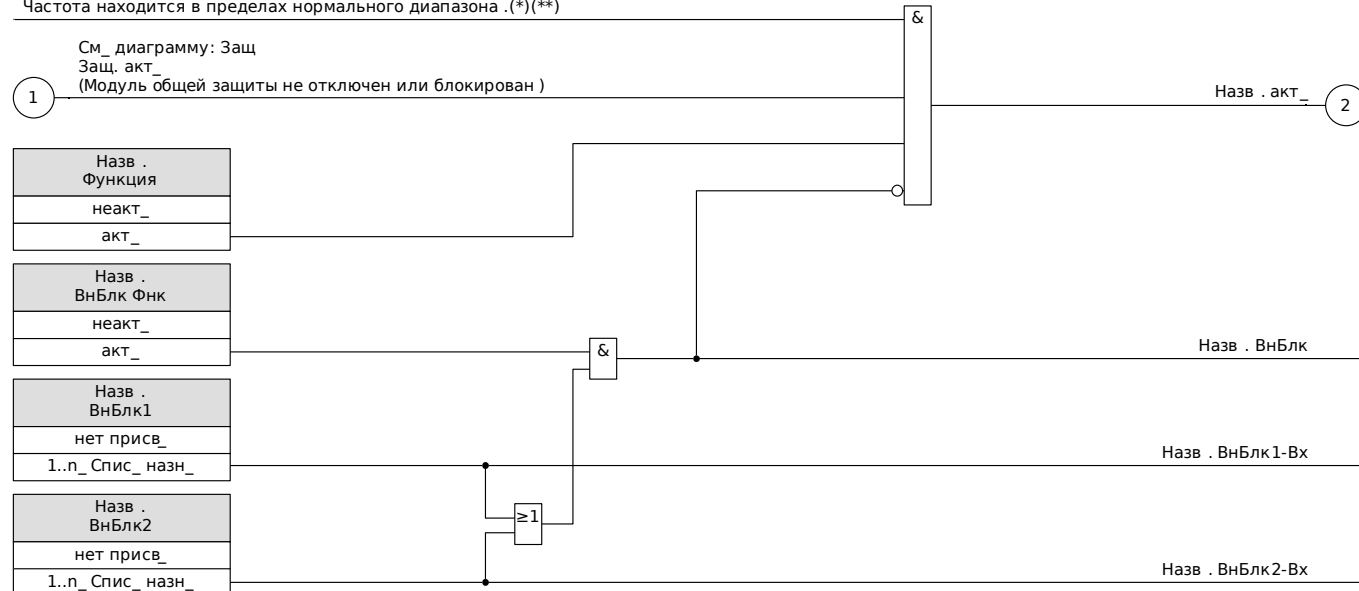 Частота находится в пределах нормального диапазона .(*)(**)
&
См_ диаграмму: Защ
Защ. акт_
(Модуль общей защиты не отключен или блокирован )
1
Назв . акт_
2
Назв .
Функция
неакт_
акт_
Назв .
ВнБлк Фнк
неакт_
акт_
&
Назв . ВнБлк
Назв .
ВнБлк1
нет присв_
1..n_ Спис_ назн_
Назв . ВнБлк1-Вх
≥1
Назв .
ВнБлк2
нет присв_
1..n_ Спис_ назн_
Назв . ВнБлк2-Вх